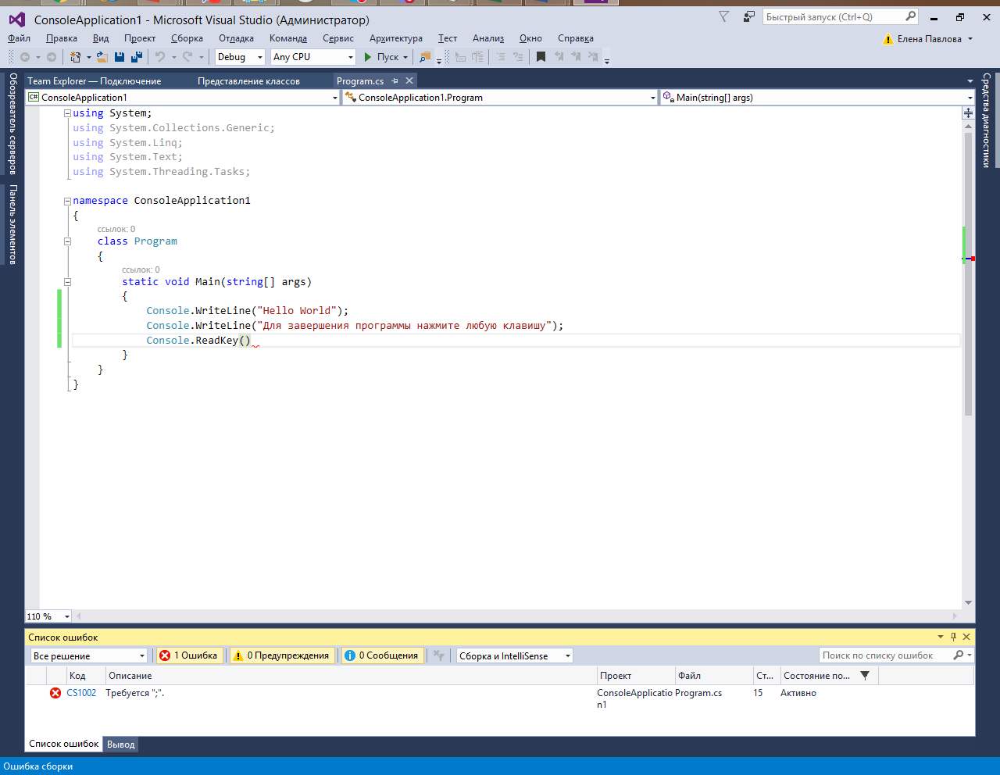 ConsoleApplication1 - Microsoft Visual Studio (Администратор)
Быстрый запуск (Ctrl+Q)
Файл Правка Вид Проект Сборка Отладка Команда Сервис Архитектура Тест Анализ Окно Справка
Елена Павлова
Debug Any CPU Пуск
Обозреватель серверов
Панель элементов
Средства диагностики
Team Explorer — Подключение Представление классов Program.cs
C# ConsoleApplication1 ConsoleApplication1.Program Main(string[] args)
using System;
using System.Collections.Generic;
using System.Linq;
using System.Text;
using System.Threading.Tasks;
namespace ConsoleApplication1
{
ссылок: 0
class Program
{
ссылок: 0
static void Main(string[] args)
{
Console.WriteLine("Hello World");
Console.WriteLine("Для завершения программы нажмите любую клавишу");
Console.ReadKey()
}
}
}
110 %
Список ошибок
Все решение 1 Ошибка 0 Предупреждения 0 Сообщения Сборка и IntelliSense Поиск по списку ошибок
Код Описание Проект Файл Ст... Состояние по...
CS1002 Требуется ";". ConsoleApplicatio Program.cs 15 Активно
n1
Список ошибок Вывод
Ошибка сборки